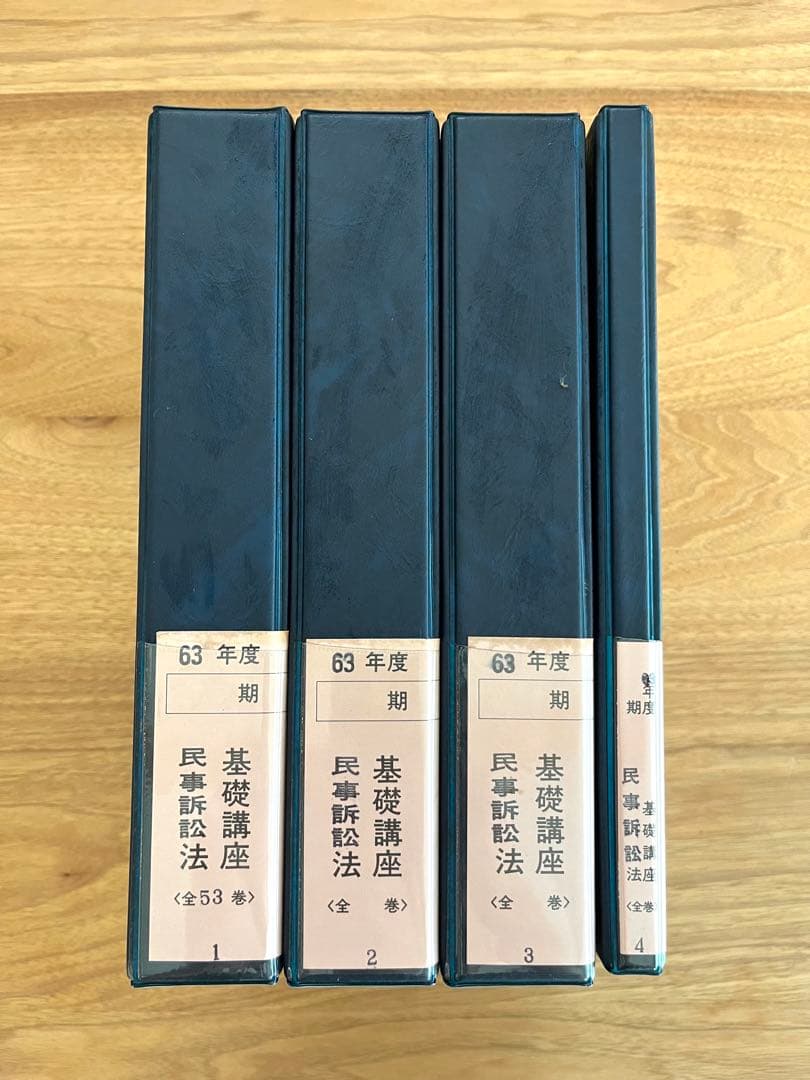 63 年度
期
基礎講座
民事訴訟法
〈全53 巻〉
1
63 年度
期
基礎講座
民事訴訟法
〈全 巻〉
2
63 年度
期
基礎講座
民事訴訟法
〈全 巻〉
3
年度
期
基礎講座
民事訴訟法
〈全巻〉
4